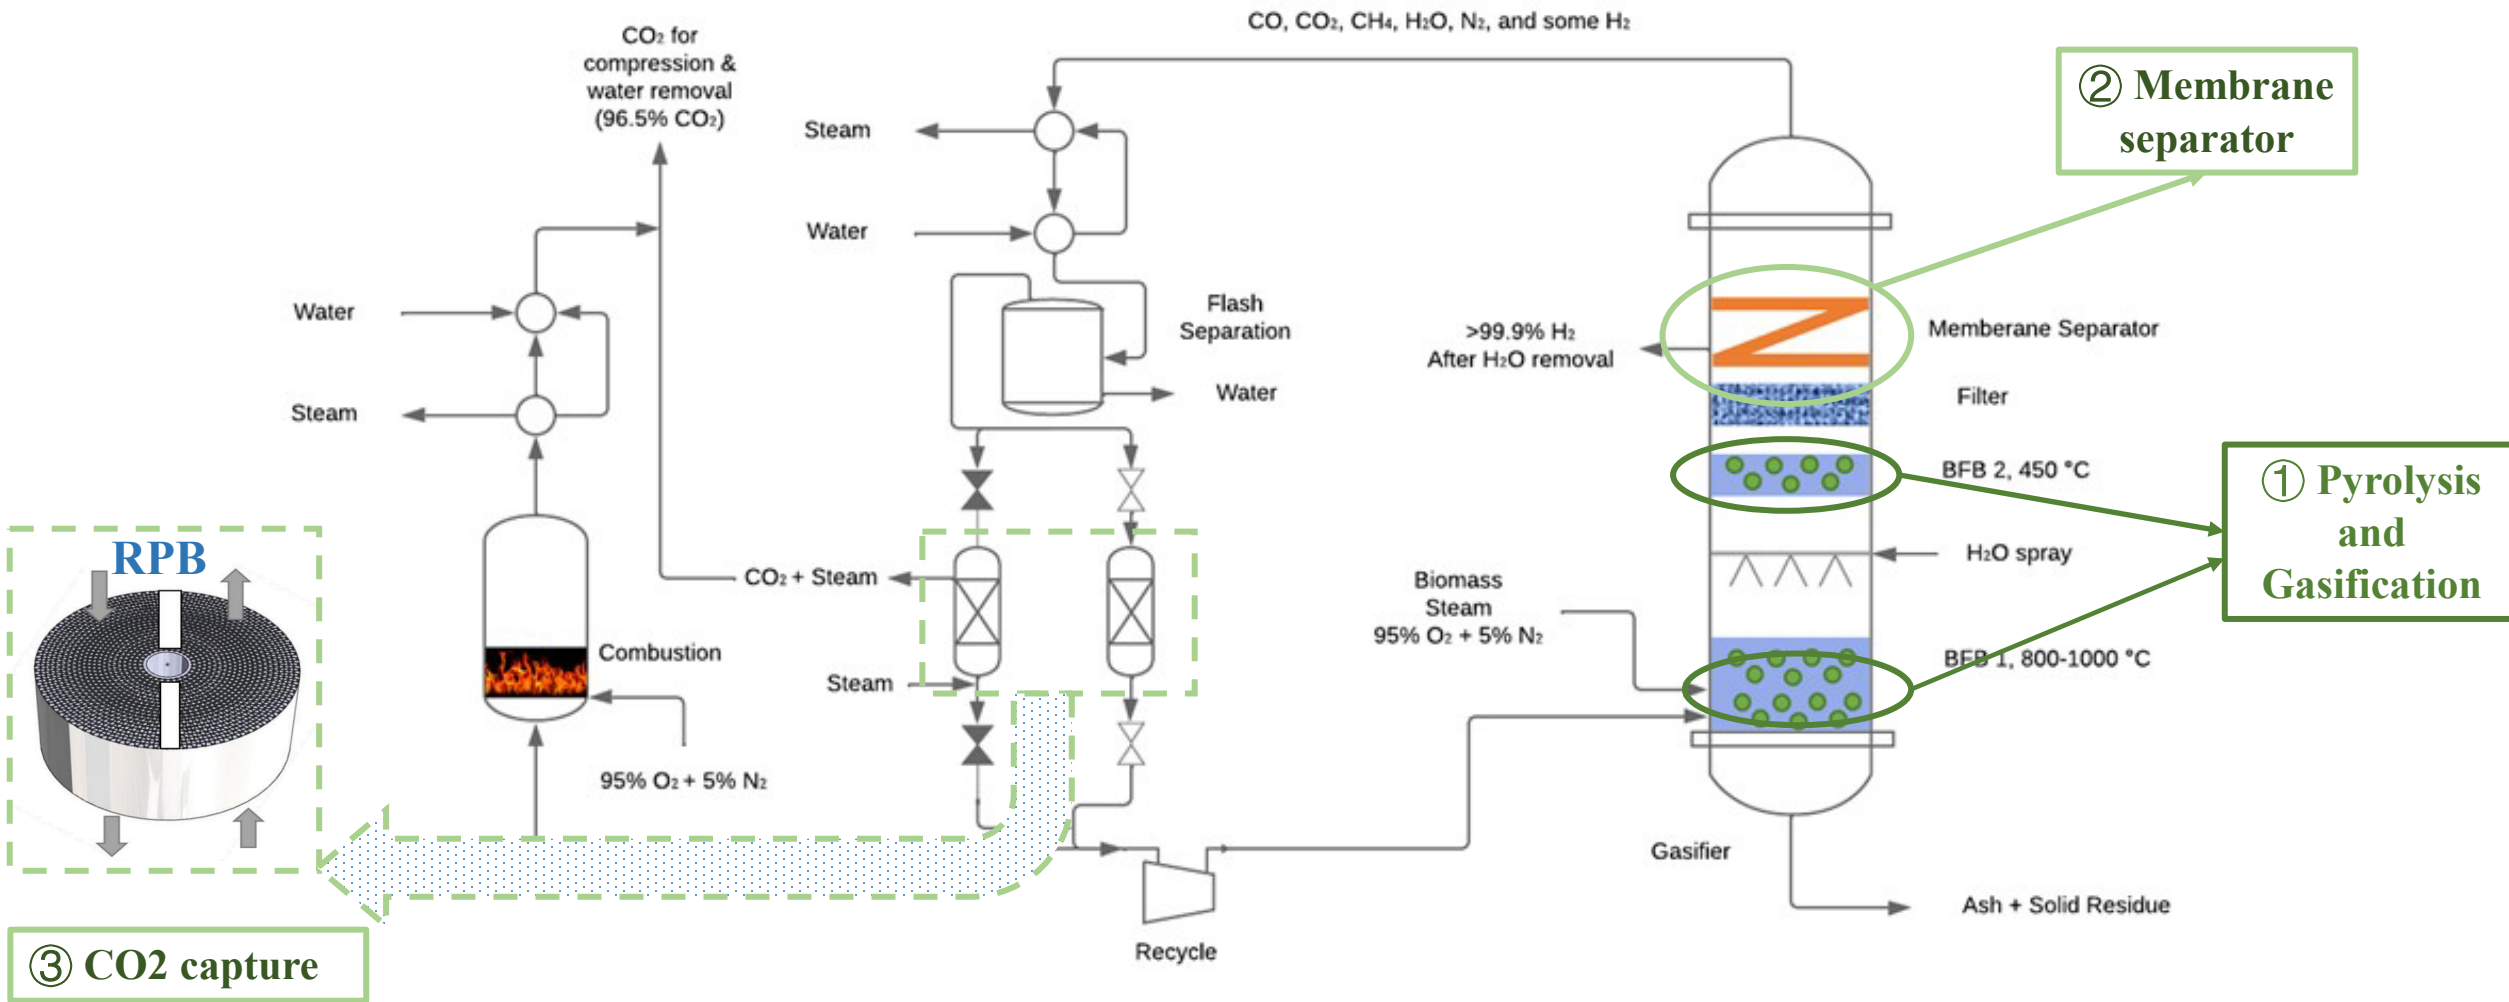 CO, CO₂, CH₄, H₂O, N₂, and some H₂
CO₂ for
compression &
water removal
(96.5% CO₂)
② Membrane
separator
Steam
Water
Flash
Separation
Water
Water
Steam
>99.9% H₂
After H₂O removal
Memberane Separator
Filter
BFB 2, 450 °C
① Pyrolysis
and
Gasification
H₂O spray
Biomass
Steam
95% O₂ + 5% N₂
BFB 1, 800-1000 °C
RPB
CO₂ + Steam
Combustion
Steam
95% O₂ + 5% N₂
Gasifier
Ash + Solid Residue
Recycle
③ CO2 capture